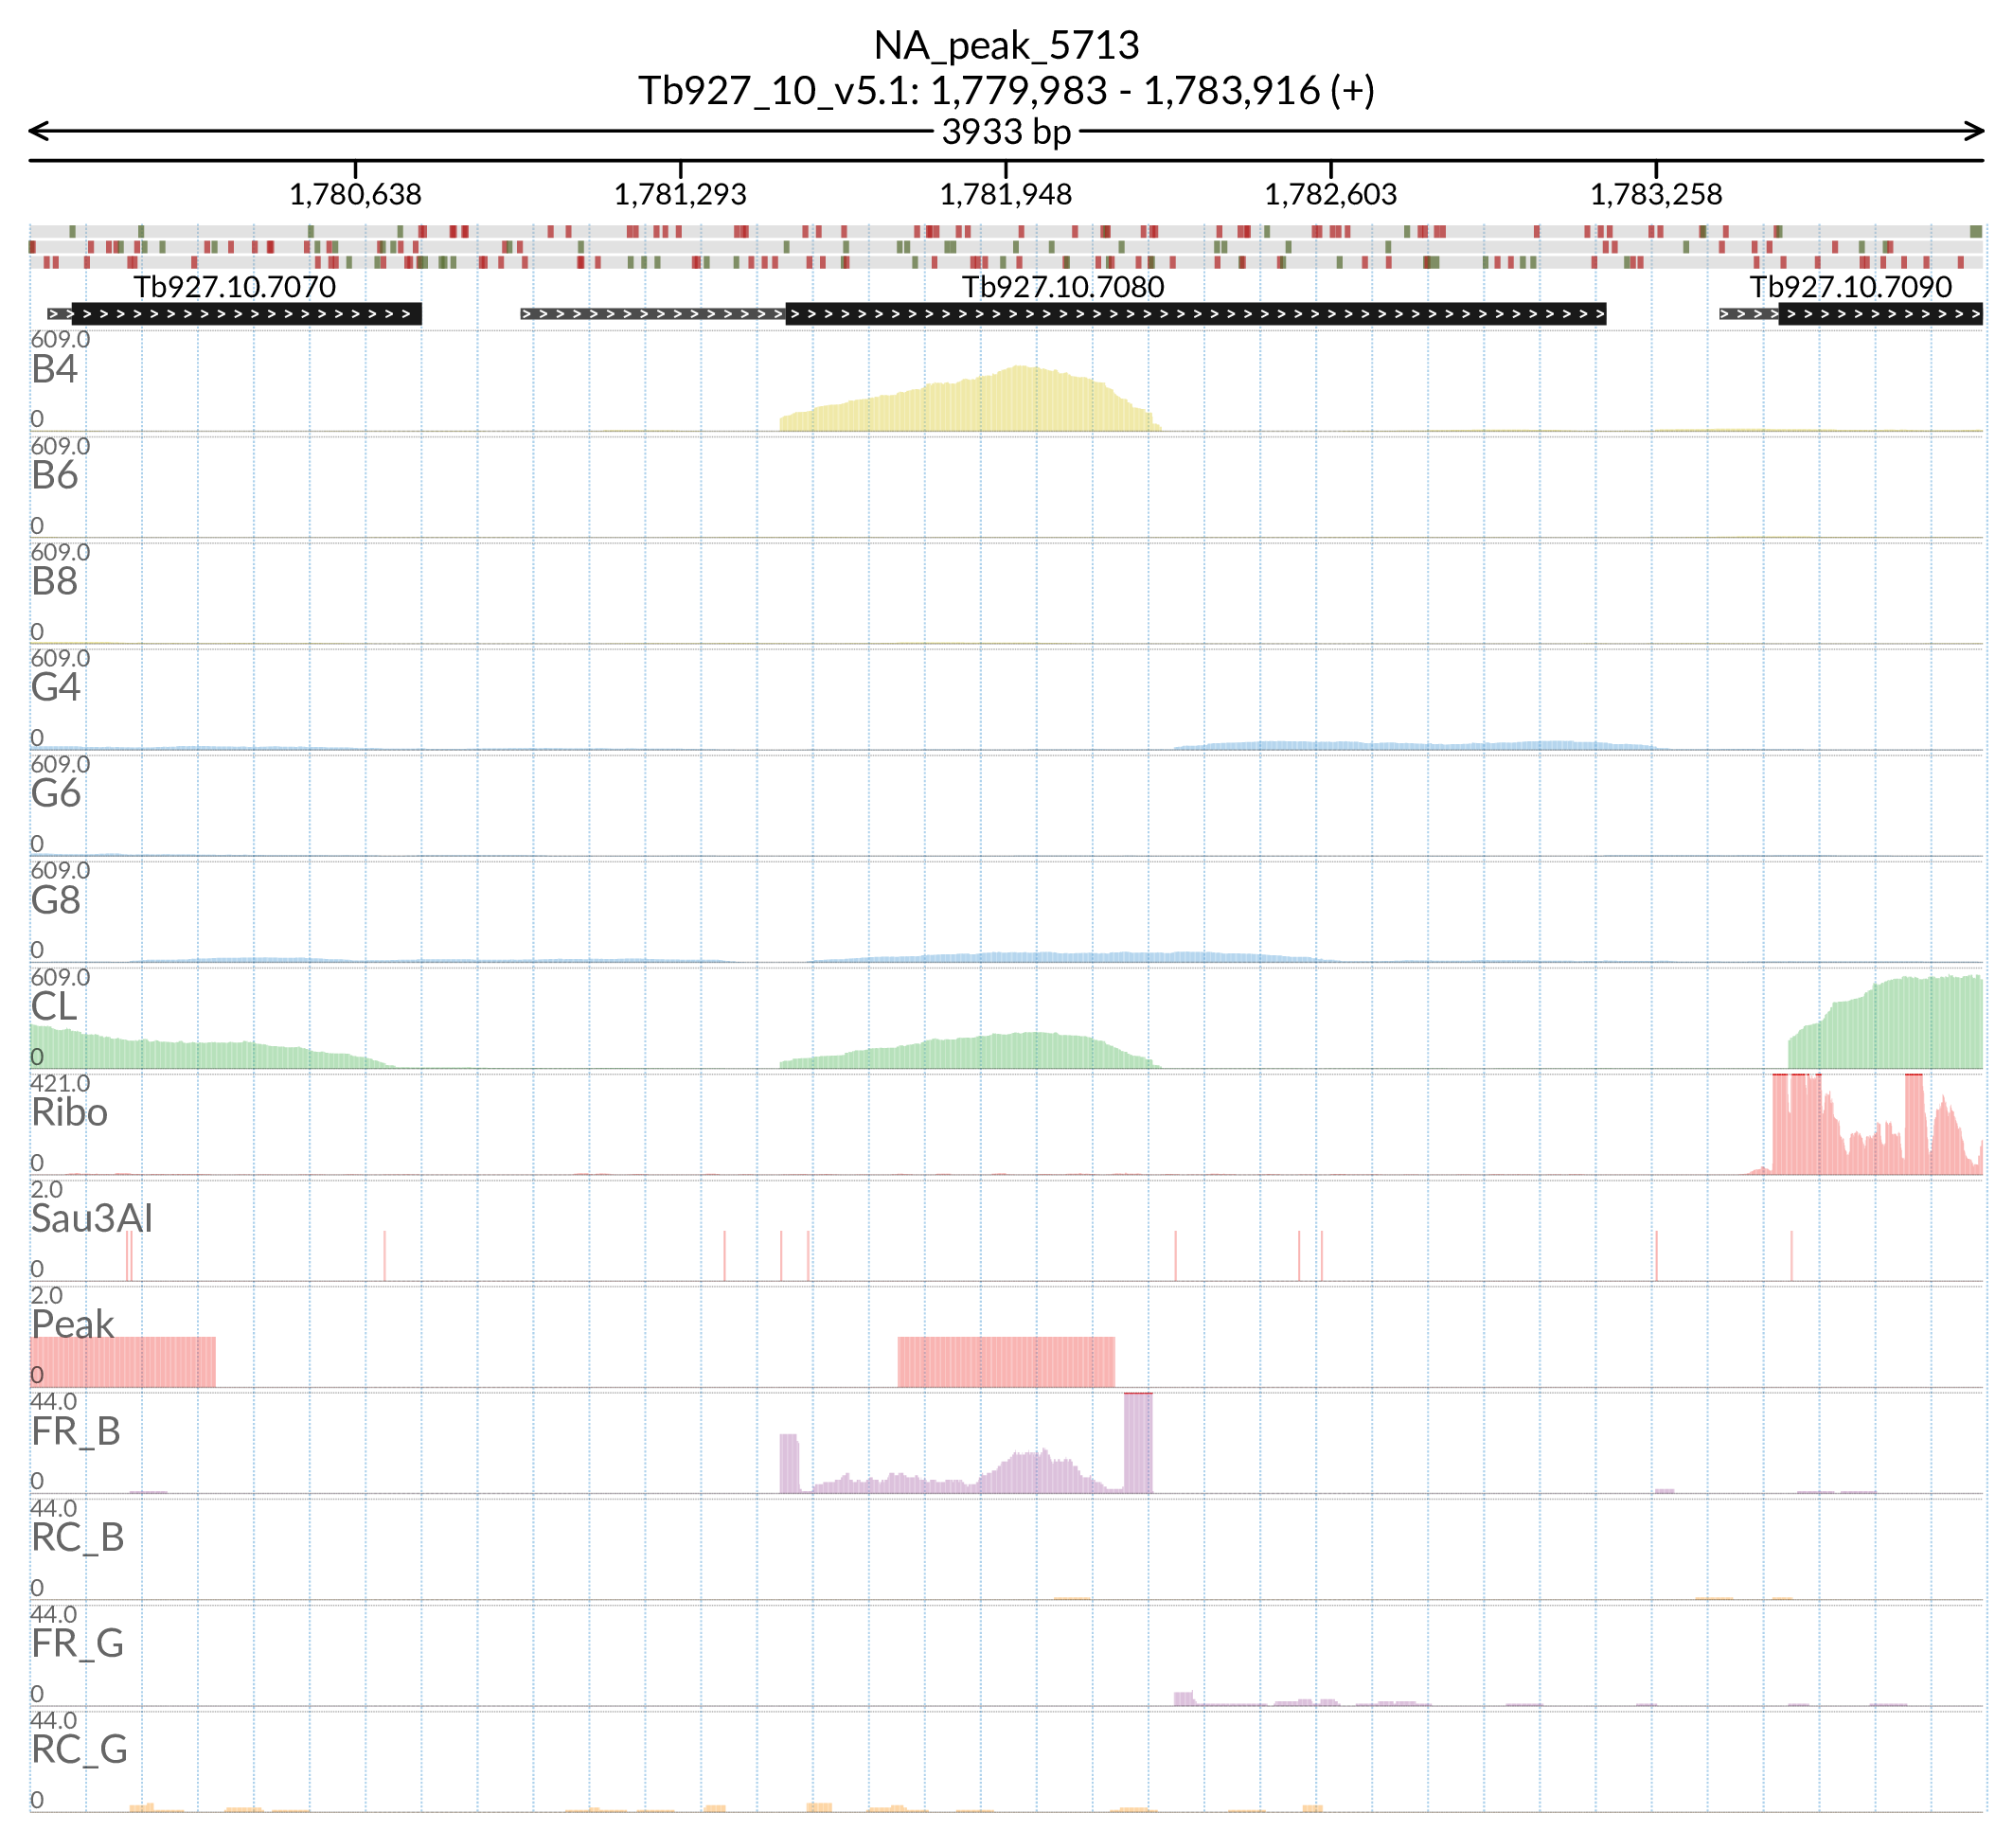 NA_peak_5713
Tb927_10_v5.1: 1,779,983 - 1,783,916 (+)
3933 bp
1,780,638 1,781,293 1,781,948 1,782,603 1,783,258
Tb927.10.7070 Tb927.10.7080 Tb927.10.7090
609.0
B4
0
609.0
B6
0
609.0
B8
0
609.0
G4
0
609.0
G6
0
609.0
G8
0
609.0
CL
0
421.0
Ribo
0
2.0
Sau3AI
0
2.0
Peak
0
44.0
FR_B
0
44.0
RC_B
0
44.0
FR_G
0
44.0
RC_G
0